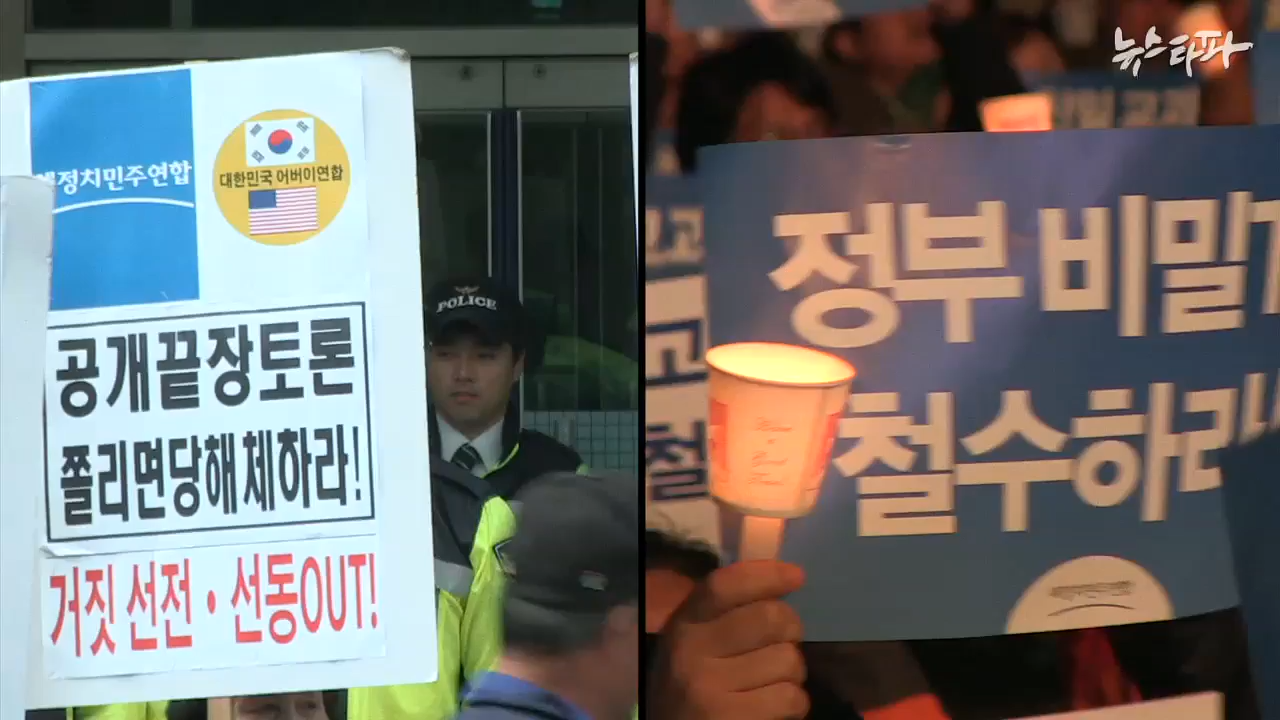 뉴스타파
정치민주연합
대한민국 어버이연합
POLICE
공개끝장토론
쫄리면당해체하라!
거짓 선전·선동OUT!
정부 비밀
철수하라